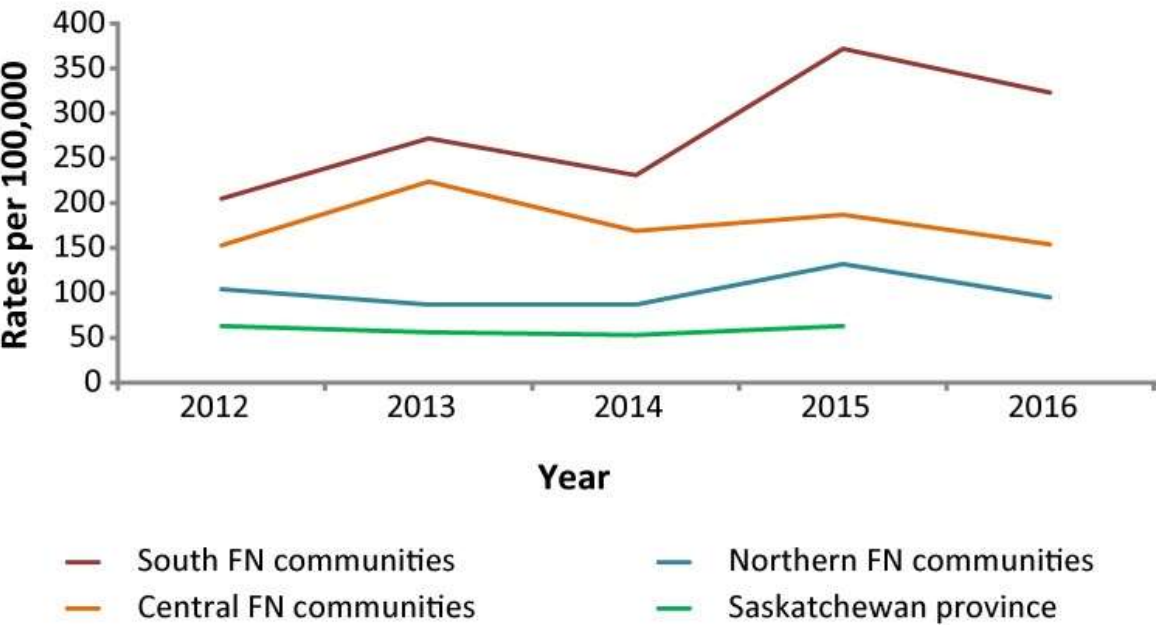 400
350
300
250
200
150
100
50
0
Rates per 100,000
2012 2013 2014 2015 2016
Year
South FN communities Northern FN communities
Central FN communities Saskatchewan province